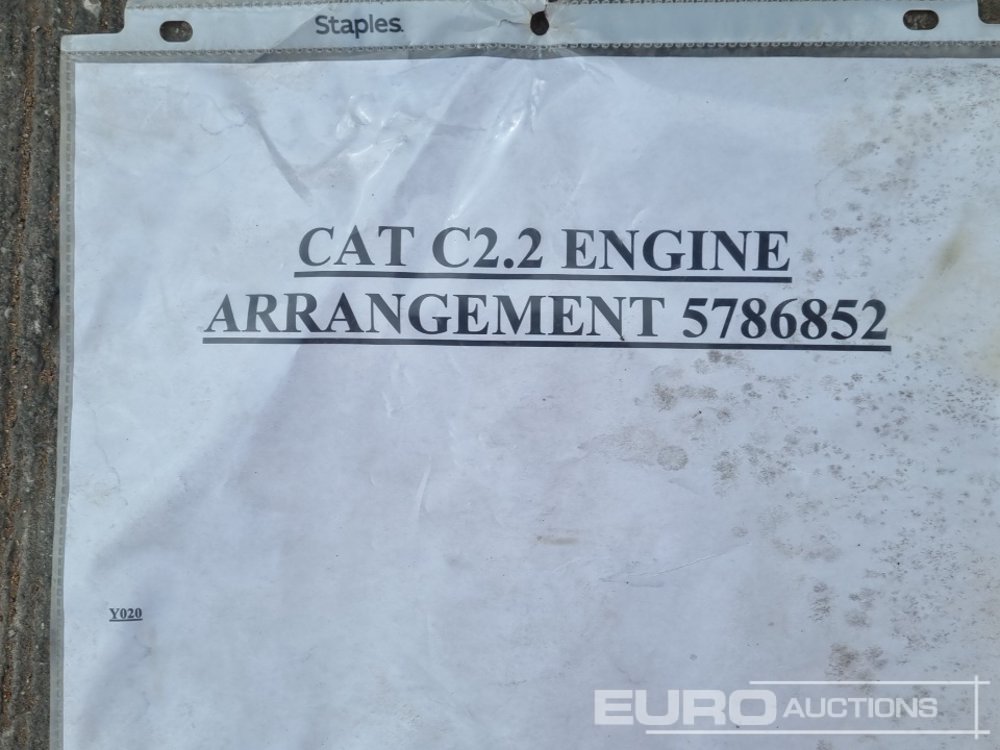 Staples
CAT C2.2 ENGINE
ARRANGEMENT 5786852
Y020
EURO AUCTIONS